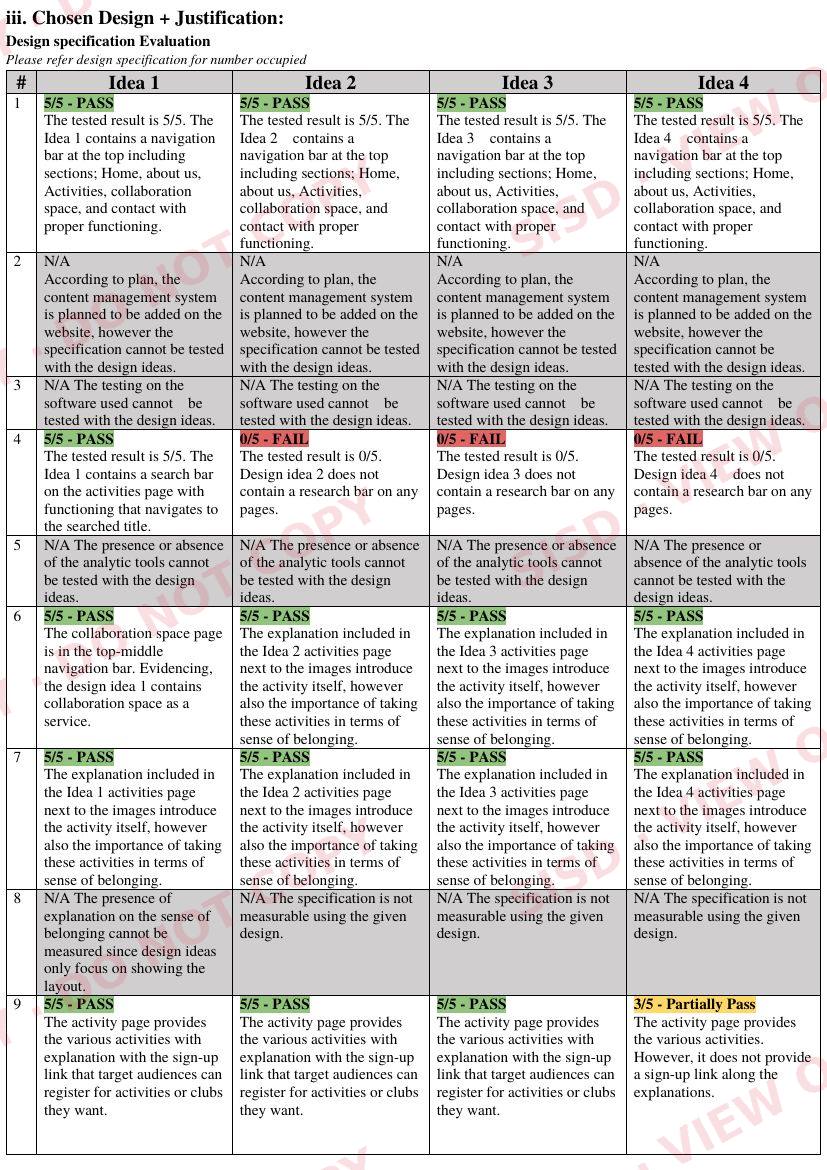 iii. Chosen Design + Justification:
Design specification Evaluation
Please refer design specification for number occupied
# Idea 1 Idea 2 Idea 3 Idea 4
1
5/5 - PASS
The tested result is 5/5. The
Idea 1 contains a navigation
bar at the top including
sections; Home, about us,
Activities, collaboration
space, and contact with
proper functioning.
5/5 - PASS
The tested result is 5/5. The
Idea 2 contains a
navigation bar at the top
including sections; Home,
about us, Activities,
collaboration space, and
contact with proper
functioning.
5/5 - PASS
The tested result is 5/5. The
Idea 3 contains a
navigation bar at the top
including sections; Home,
about us, Activities,
collaboration space, and
contact with proper
functioning.
5/5 - PASS
The tested result is 5/5. The
Idea 4 contains a
navigation bar at the top
including sections; Home,
about us, Activities,
collaboration space, and
contact with proper
functioning.
2
N/A
According to plan, the
content management system
is planned to be added on the
website, however the
specification cannot be tested
with the design ideas.
N/A
According to plan, the
content management system
is planned to be added on the
website, however the
specification cannot be tested
with the design ideas.
N/A
According to plan, the
content management system
is planned to be added on the
website, however the
specification cannot be tested
with the design ideas.
N/A
According to plan, the
content management system
is planned to be added on the
website, however the
specification cannot be
tested with the design ideas.
3
N/A The testing on the
software used cannot be
tested with the design ideas.
N/A The testing on the
software used cannot be
tested with the design ideas.
N/A The testing on the
software used cannot be
tested with the design ideas.
N/A The testing on the
software used cannot be
tested with the design ideas.
4
5/5 - PASS
The tested result is 5/5. The
Idea 1 contains a search bar
on the activities page with
functioning that navigates to
the searched title.
0/5 - FAIL
The tested result is 0/5.
Design idea 2 does not
contain a research bar on any
pages.
0/5 - FAIL
The tested result is 0/5.
Design idea 3 does not
contain a research bar on any
pages.
0/5 - FAIL
The tested result is 0/5.
Design idea 4 does not
contain a research bar on any
pages.
5
N/A The presence or absence
of the analytic tools cannot
be tested with the design
ideas.
N/A The presence or absence
of the analytic tools cannot
be tested with the design
ideas.
N/A The presence or absence
of the analytic tools cannot
be tested with the design
ideas.
N/A The presence or
absence of the analytic tools
cannot be tested with the
design ideas.
6
5/5 - PASS
The collaboration space page
is in the top-middle
navigation bar. Evidencing,
the design idea 1 contains
collaboration space as a
service.
5/5 - PASS
The explanation included in
the Idea 2 activities page
next to the images introduce
the activity itself, however
also the importance of taking
these activities in terms of
sense of belonging.
5/5 - PASS
The explanation included in
the Idea 3 activities page
next to the images introduce
the activity itself, however
also the importance of taking
these activities in terms of
sense of belonging.
5/5 - PASS
The explanation included in
the Idea 4 activities page
next to the images introduce
the activity itself, however
also the importance of taking
these activities in terms of
sense of belonging.
7
5/5 - PASS
The explanation included in
the Idea 1 activities page
next to the images introduce
the activity itself, however
also the importance of taking
these activities in terms of
sense of belonging.
5/5 - PASS
The explanation included in
the Idea 2 activities page
next to the images introduce
the activity itself, however
also the importance of taking
these activities in terms of
sense of belonging.
5/5 - PASS
The explanation included in
the Idea 3 activities page
next to the images introduce
the activity itself, however
also the importance of taking
these activities in terms of
sense of belonging.
5/5 - PASS
The explanation included in
the Idea 4 activities page
next to the images introduce
the activity itself, however
also the importance of taking
these activities in terms of
sense of belonging.
8
N/A The presence of
explanation on the sense of
belonging cannot be
measured since design ideas
only focus on showing the
layout.
N/A The specification is not
measurable using the given
design.
N/A The specification is not
measurable using the given
design.
N/A The specification is not
measurable using the given
design.
9
5/5 - PASS
The activity page provides
the various activities with
explanation with the sign-up
link that target audiences can
register for activities or clubs
they want.
5/5 - PASS
The activity page provides
the various activities with
explanation with the sign-up
link that target audiences can
register for activities or clubs
they want.
5/5 - PASS
The activity page provides
the various activities with
explanation with the sign-up
link that target audiences can
register for activities or clubs
they want.
3/5 - Partially Pass
The activity page provides
the various activities.
However, it does not provide
a sign-up link along the
explanations.
DO NOT COPY
SISD . VIEW O
DO NOT COPY
SISD . VIEW O
DO NOT COPY
SISD . VIEW O
VIEW O